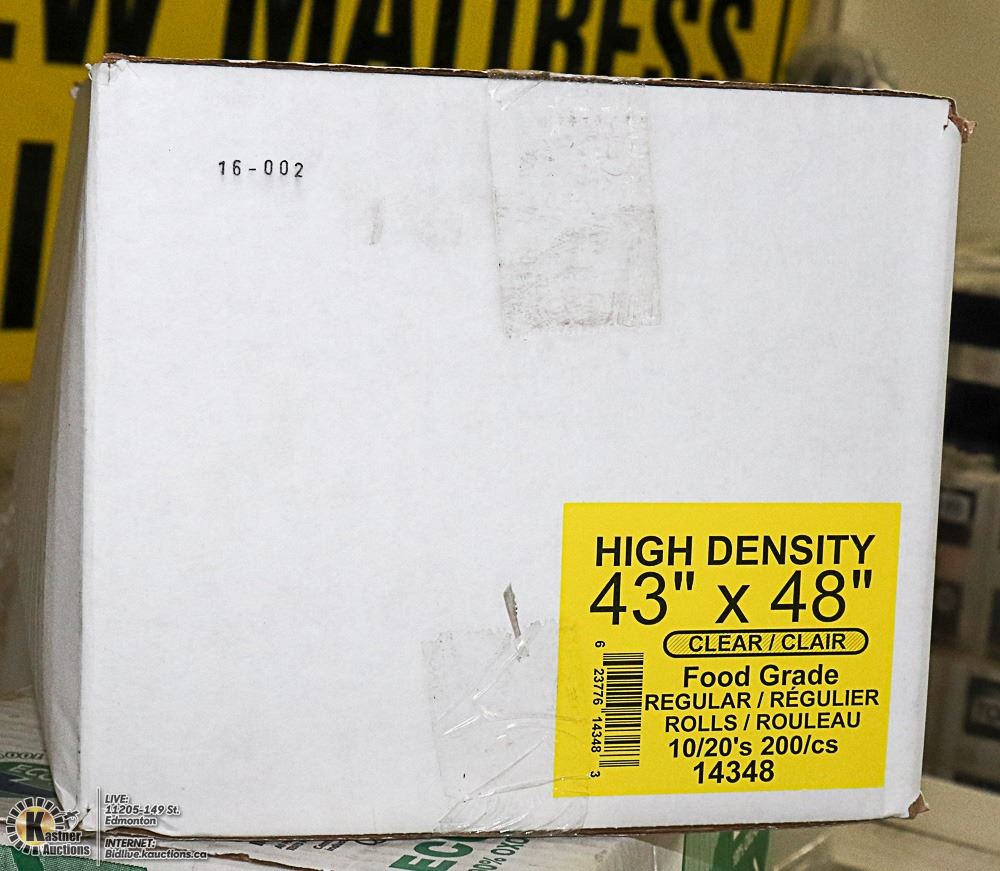 MATTRESS
16-002
HIGH DENSITY
43" x 48"
CLEAR / CLAIR
Food Grade
REGULAR / RÉGULIER
ROLLS / ROULEAU
10/20's 200/cs
14348
6 23776 14348 3
Kastner
Auctions
LIVE:
11205-149 St.
Edmonton
INTERNET:
Bidlive.kauctions.ca